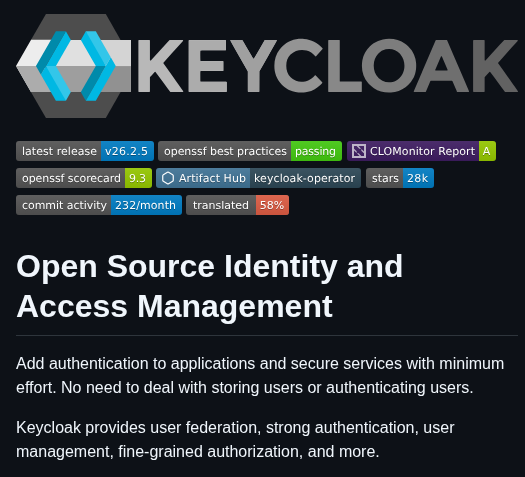 KEYCLOAK
latest release v26.2.5 openssf best practices passing CLOMonitor Report A
openssf scorecard 9.3 Artifact Hub keycloak-operator stars 28k
commit activity 232/month translated 58%
Open Source Identity and
Access Management
Add authentication to applications and secure services with minimum
effort. No need to deal with storing users or authenticating users.
Keycloak provides user federation, strong authentication, user
management, fine-grained authorization, and more.